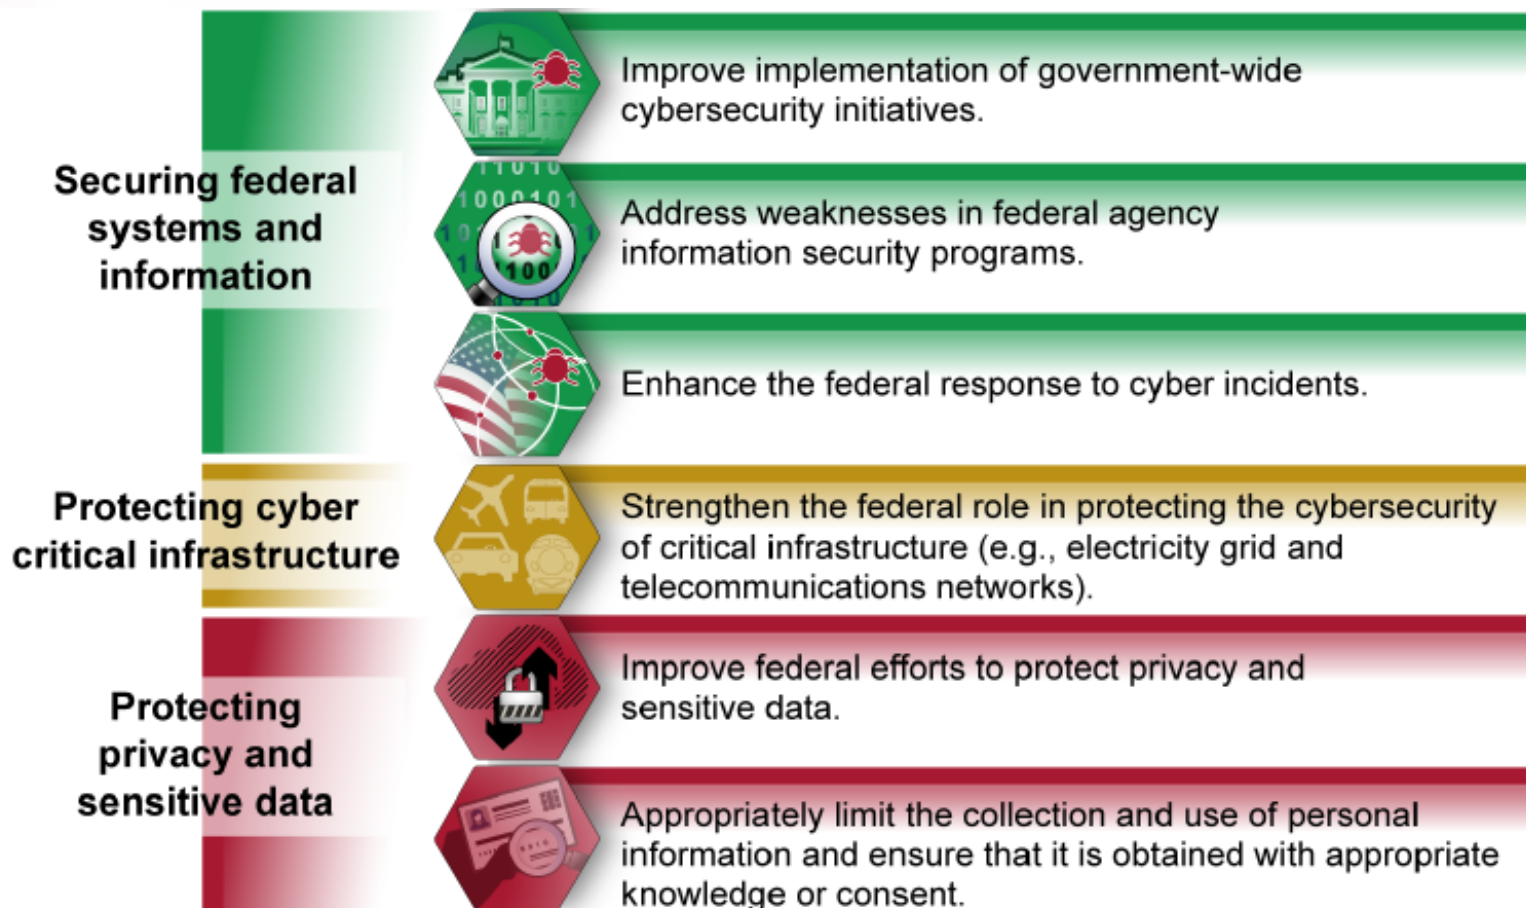 Securing federal
systems and
information
Improve implementation of government-wide
cybersecurity initiatives.
11010
1000101
100
Address weaknesses in federal agency
information security programs.
Enhance the federal response to cyber incidents.
Protecting cyber
critical infrastructure
Strengthen the federal role in protecting the cybersecurity
of critical infrastructure (e.g., electricity grid and
telecommunications networks).
Protecting
privacy and
sensitive data
Improve federal efforts to protect privacy and
sensitive data.
Appropriately limit the collection and use of personal
information and ensure that it is obtained with appropriate
knowledge or consent.